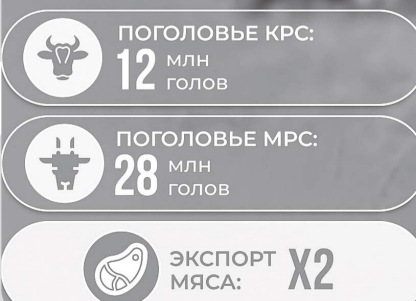 ПОГОЛОВЬЕ КРС:
12 МЛН
ГОЛОВ
ПОГОЛОВЬЕ МРС:
28 МЛН
ГОЛОВ
ЭКСПОРТ X2
МЯСА: